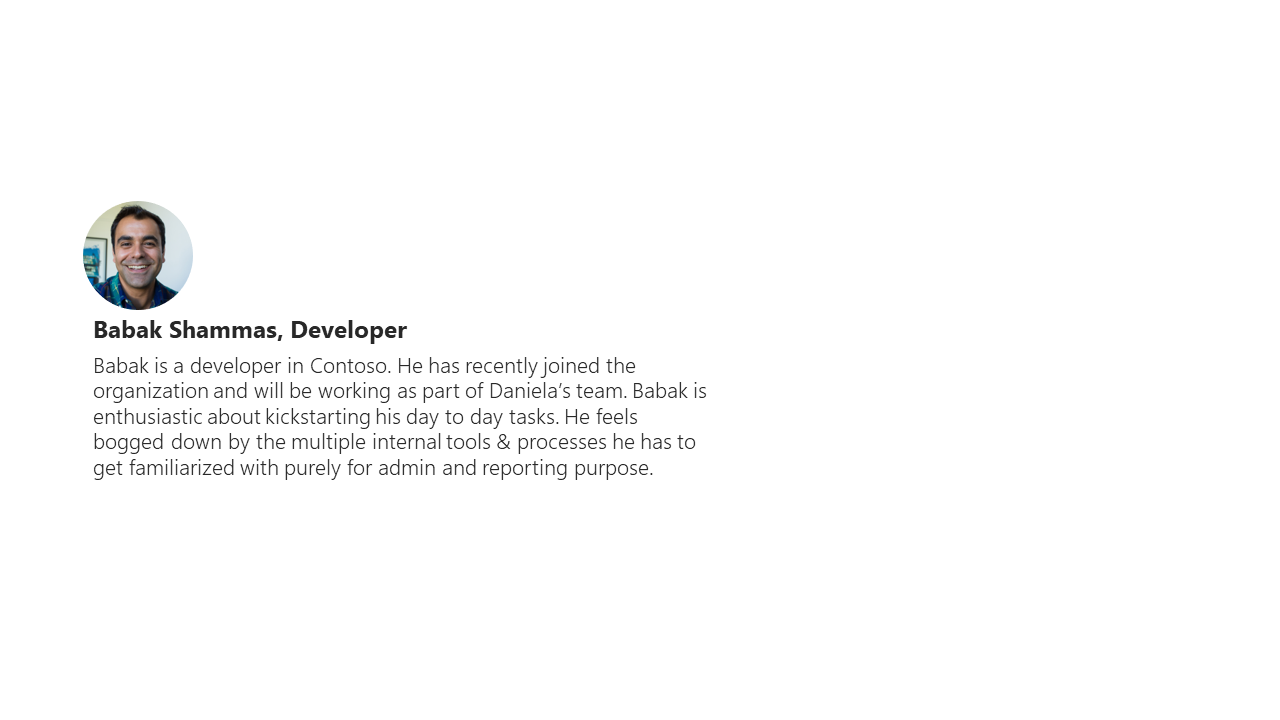 Babak Shammas, Developer
Babak is a developer in Contoso. He has recently joined the
organization and will be working as part of Daniela’s team. Babak is
enthusiastic about kickstarting his day to day tasks. He feels
bogged down by the multiple internal tools & processes he has to
get familiarized with purely for admin and reporting purpose.